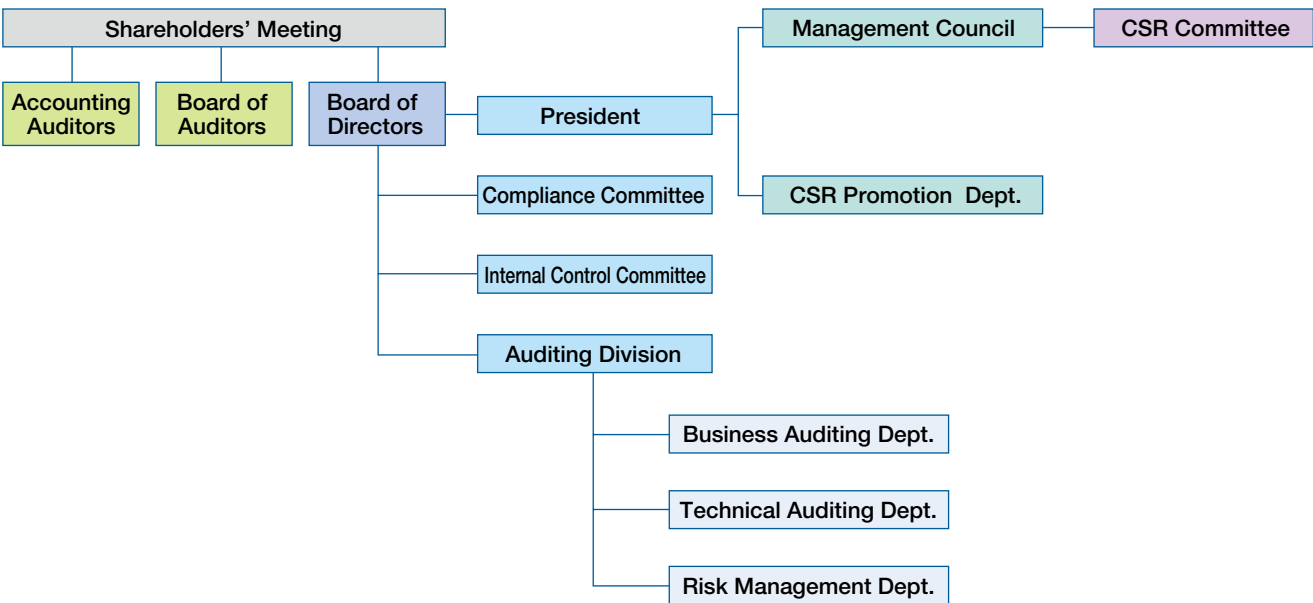 Shareholders’ Meeting
Management Council
CSR Committee
Accounting
Auditors
Board of
Auditors
Board of
Directors
President
Compliance Committee
CSR Promotion Dept.
Internal Control Committee
Auditing Division
Business Auditing Dept.
Technical Auditing Dept.
Risk Management Dept.